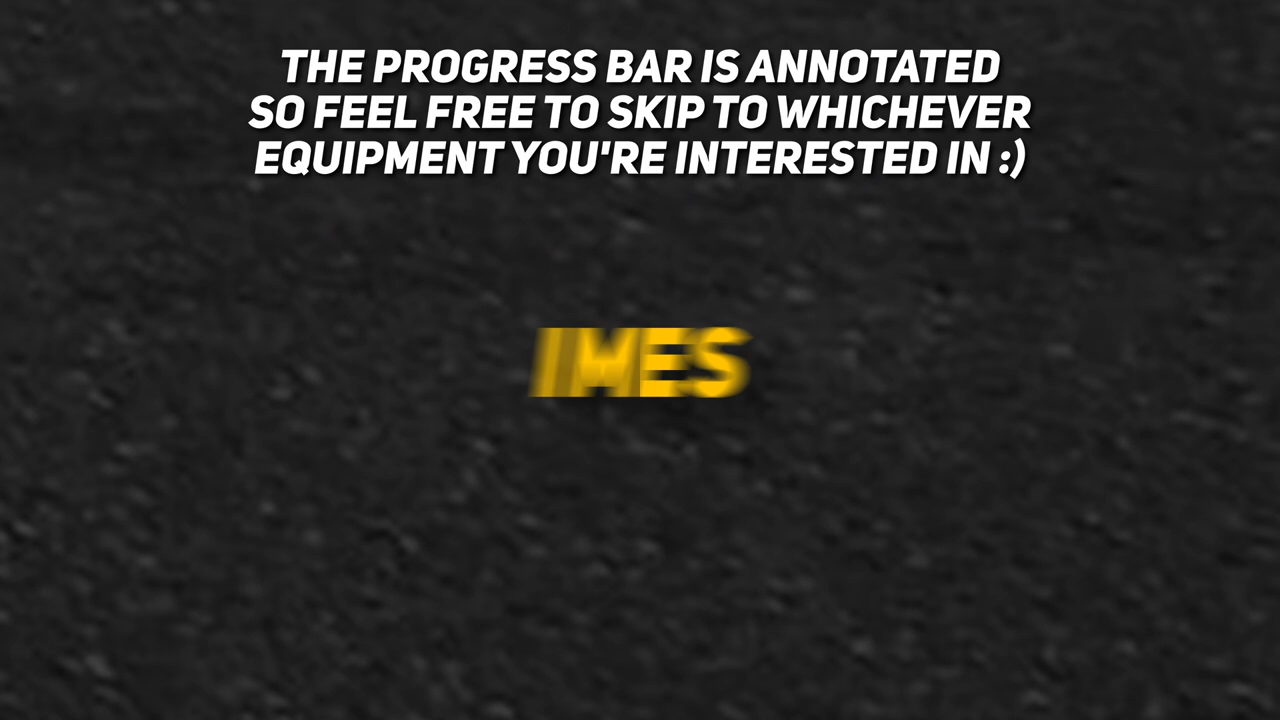 THE PROGRESS BAR IS ANNOTATED
SO FEEL FREE TO SKIP TO WHICHEVER
EQUIPMENT YOU'RE INTERESTED IN :)